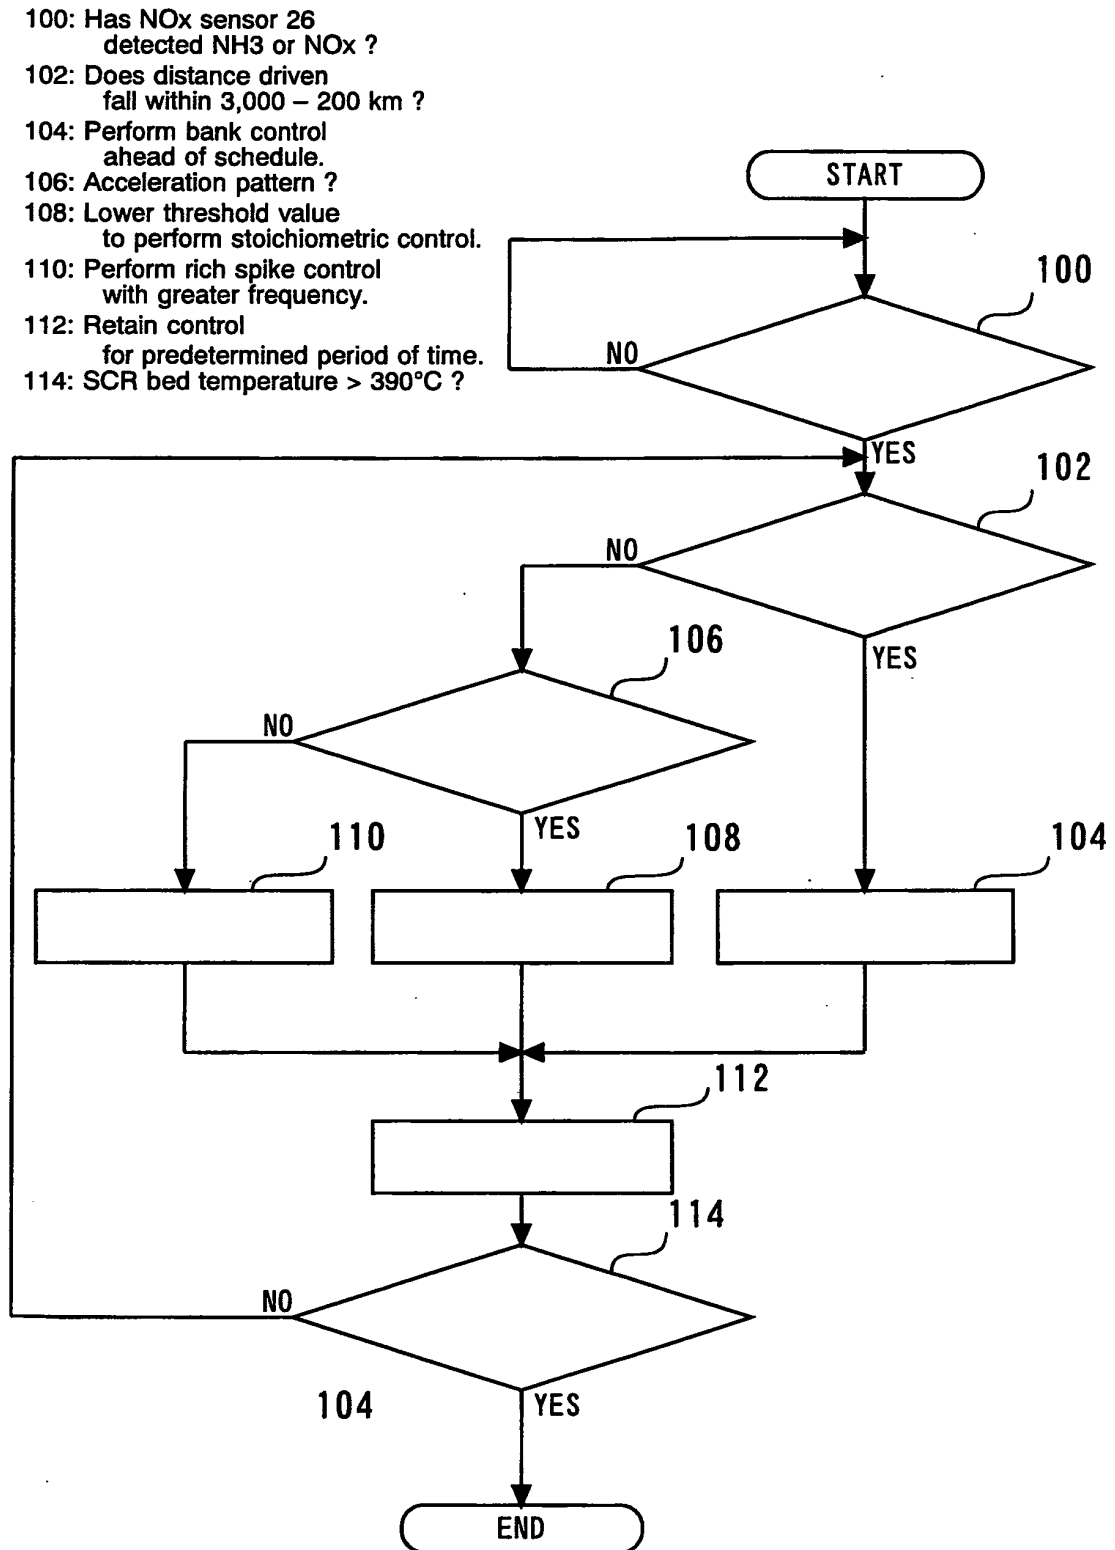 100: Has NOx sensor 26
detected NH3 or NOx ?
102: Does distance driven
fall within 3,000 – 200 km ?
104: Perform bank control
ahead of schedule.
106: Acceleration pattern ?
108: Lower threshold value
to perform stoichiometric control.
110: Perform rich spike control
with greater frequency.
112: Retain control
for predetermined period of time.
114: SCR bed temperature > 390°C ?
START
100
NO
YES
102
NO
YES
106
NO
YES
110
108
104
112
114
NO
104
YES
END